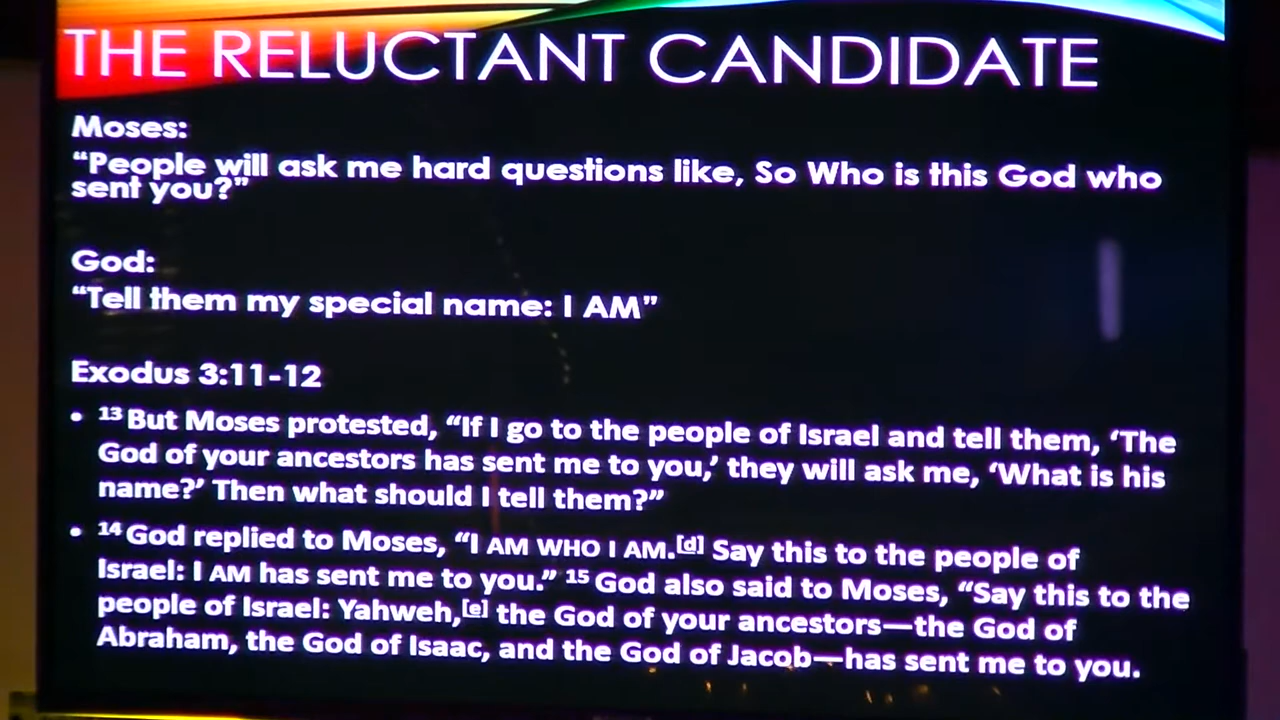 THE RELUCTANT CANDIDATE
Moses:
“People will ask me hard questions like, So Who is this God who
sent you?”
God:
“Tell them my special name: I AM”
Exodus 3:11-12
• 13 But Moses protested, “If I go to the people of Israel and tell them, ‘The
God of your ancestors has sent me to you,’ they will ask me, ‘What is his
name?’ Then what should I tell them?”
• 14 God replied to Moses, “I AM WHO I AM.[d] Say this to the people of
Israel: I AM has sent me to you.” 15 God also said to Moses, “Say this to the
people of Israel: Yahweh,[e] the God of your ancestors—the God of
Abraham, the God of Isaac, and the God of Jacob—has sent me to you.